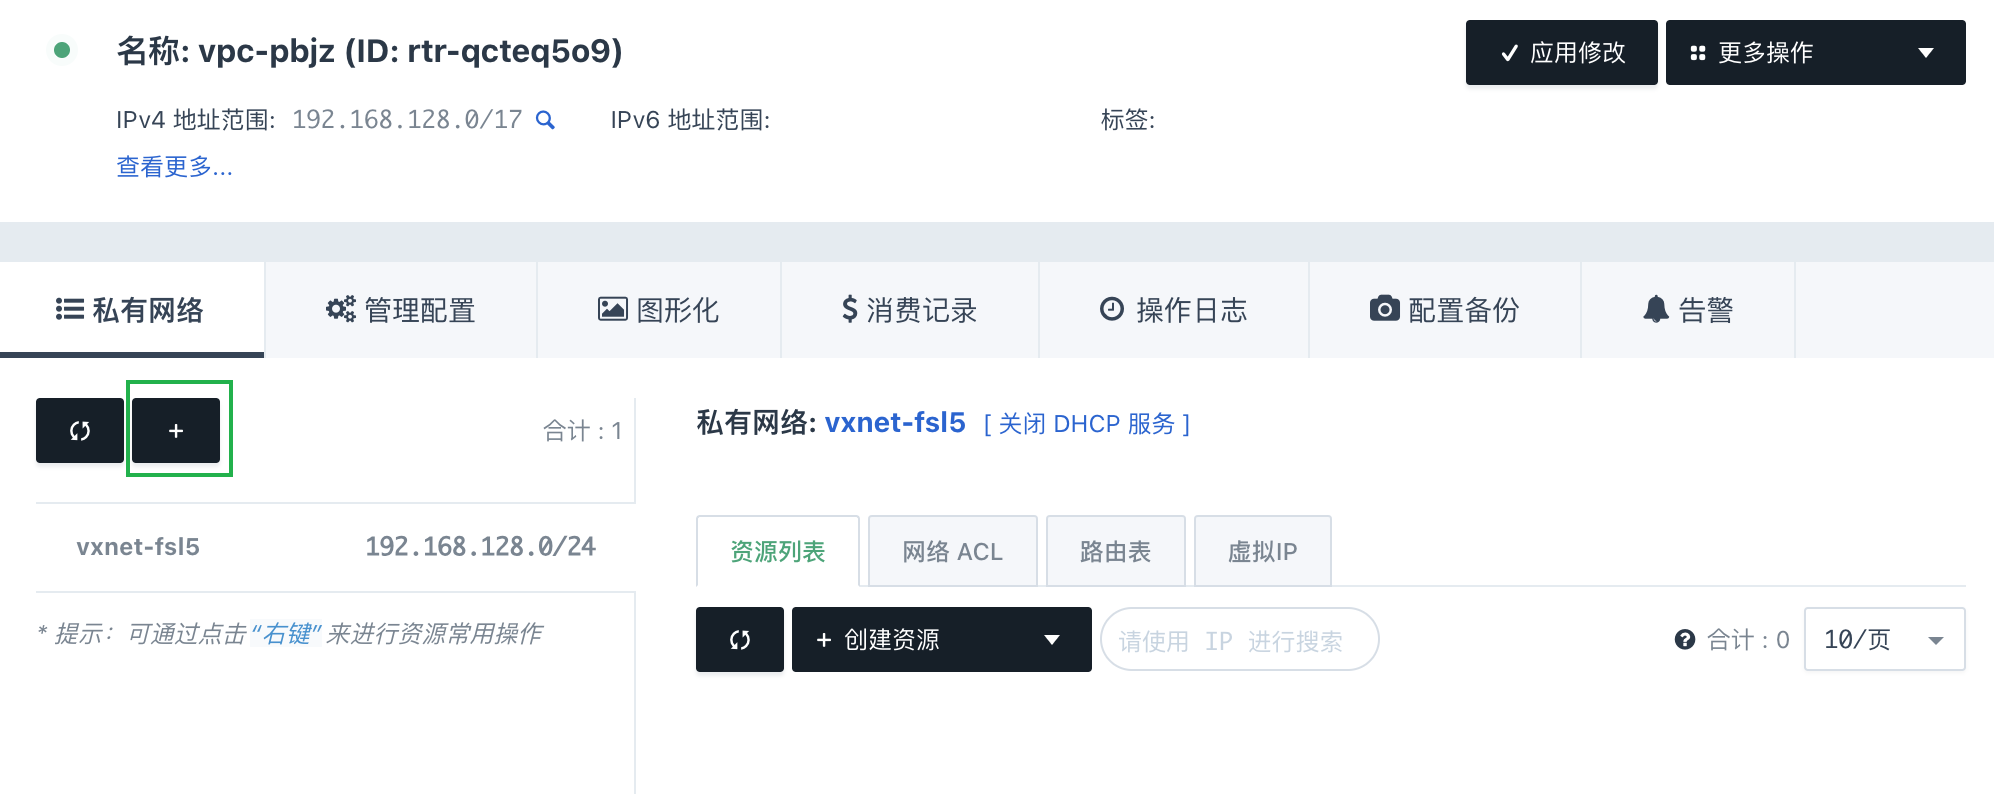 名称: vpc-pbjz (ID: rtr-qcteq5o9)
应用修改
更多操作
IPv4 地址范围: 192.168.128.0/17
IPv6 地址范围:
标签:
查看更多...
私有网络
管理配置
图形化
消费记录
操作日志
配置备份
告警
+
合计 : 1
私有网络: vxnet-fsl5 [ 关闭 DHCP 服务 ]
vxnet-fsl5 192.168.128.0/24
* 提示：可通过点击“右键”来进行资源常用操作
资源列表
网络 ACL
路由表
虚拟IP
+ 创建资源
请使用 IP 进行搜索
合计 : 0
10/页